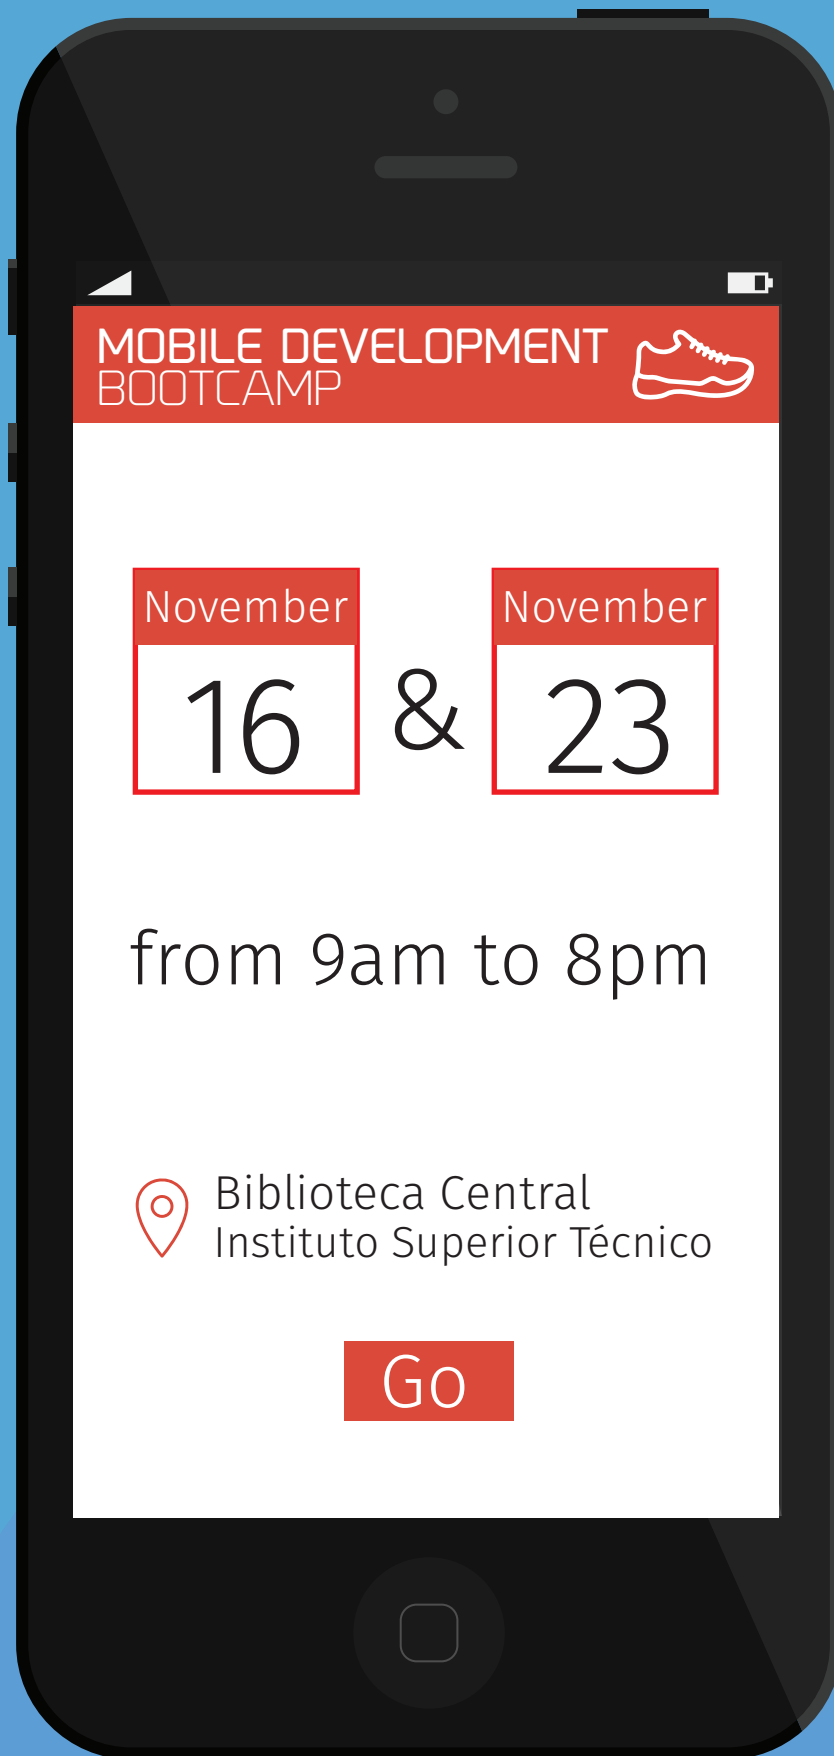 MOBILE DEVELOPMENT
BOOTCAMP
November
16
&
November
23
from 9am to 8pm
Biblioteca Central
Instituto Superior Técnico
Go